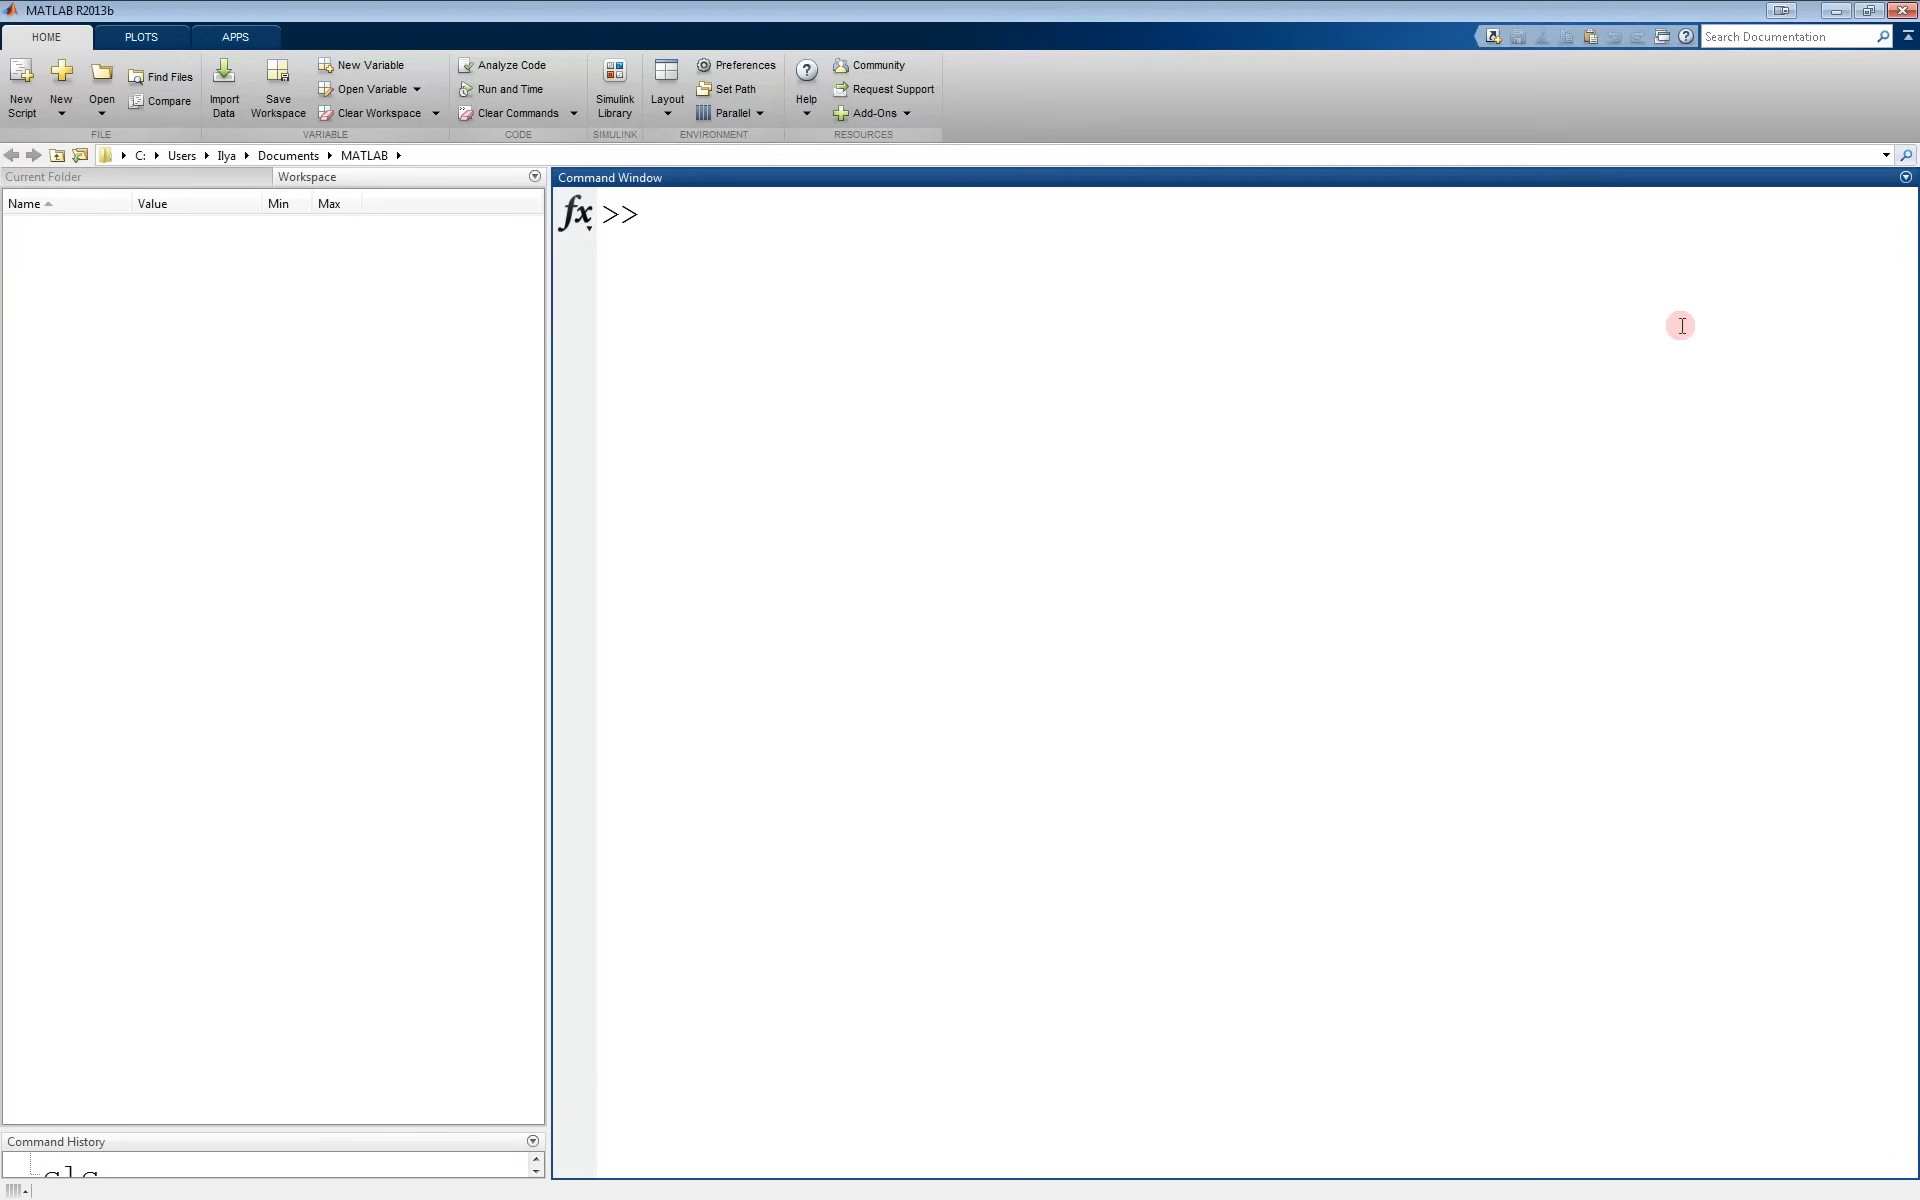 MATLAB R2013b
HOME PLOTS APPS
Search Documentation
New Script
New
Open
Find Files
Compare
FILE
Import Data
Save Workspace
New Variable
Open Variable
Clear Workspace
VARIABLE
Analyze Code
Run and Time
Clear Commands
CODE
Simulink Library
SIMULINK
Layout
Preferences
Set Path
Parallel
ENVIRONMENT
Help
Community
Request Support
Add-Ons
RESOURCES
C: Users Ilya Documents MATLAB
Current Folder Workspace
Name Value Min Max
Command Window
fx >>
Command History
clc